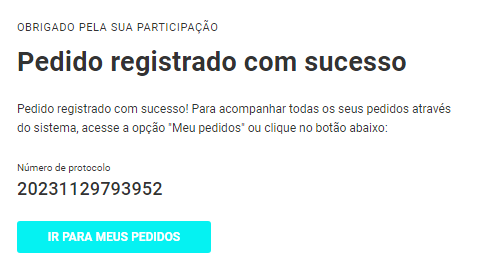 OBRIGADO PELA SUA PARTICIPAÇÃO
Pedido registrado com sucesso
Pedido registrado com sucesso! Para acompanhar todas os seus pedidos através
do sistema, acesse a opção "Meu pedidos" ou clique no botão abaixo:
Número de protocolo
20231129793952
IR PARA MEUS PEDIDOS